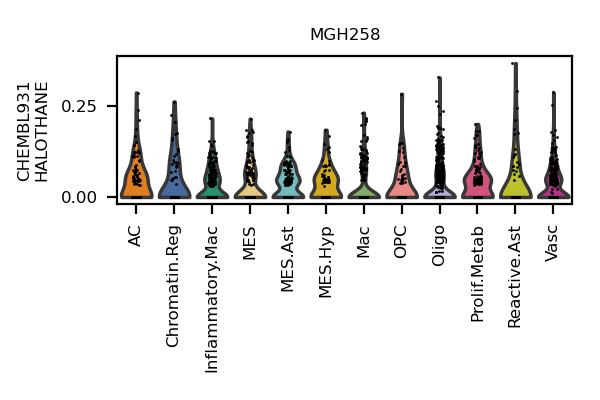 MGH258
CHEMBL931
HALOTHANE
0.25
0.00
AC
Chromatin.Reg
Inflammatory.Mac
MES
MES.Ast
MES.Hyp
Mac
OPC
Oligo
Prolif.Metab
Reactive.Ast
Vasc